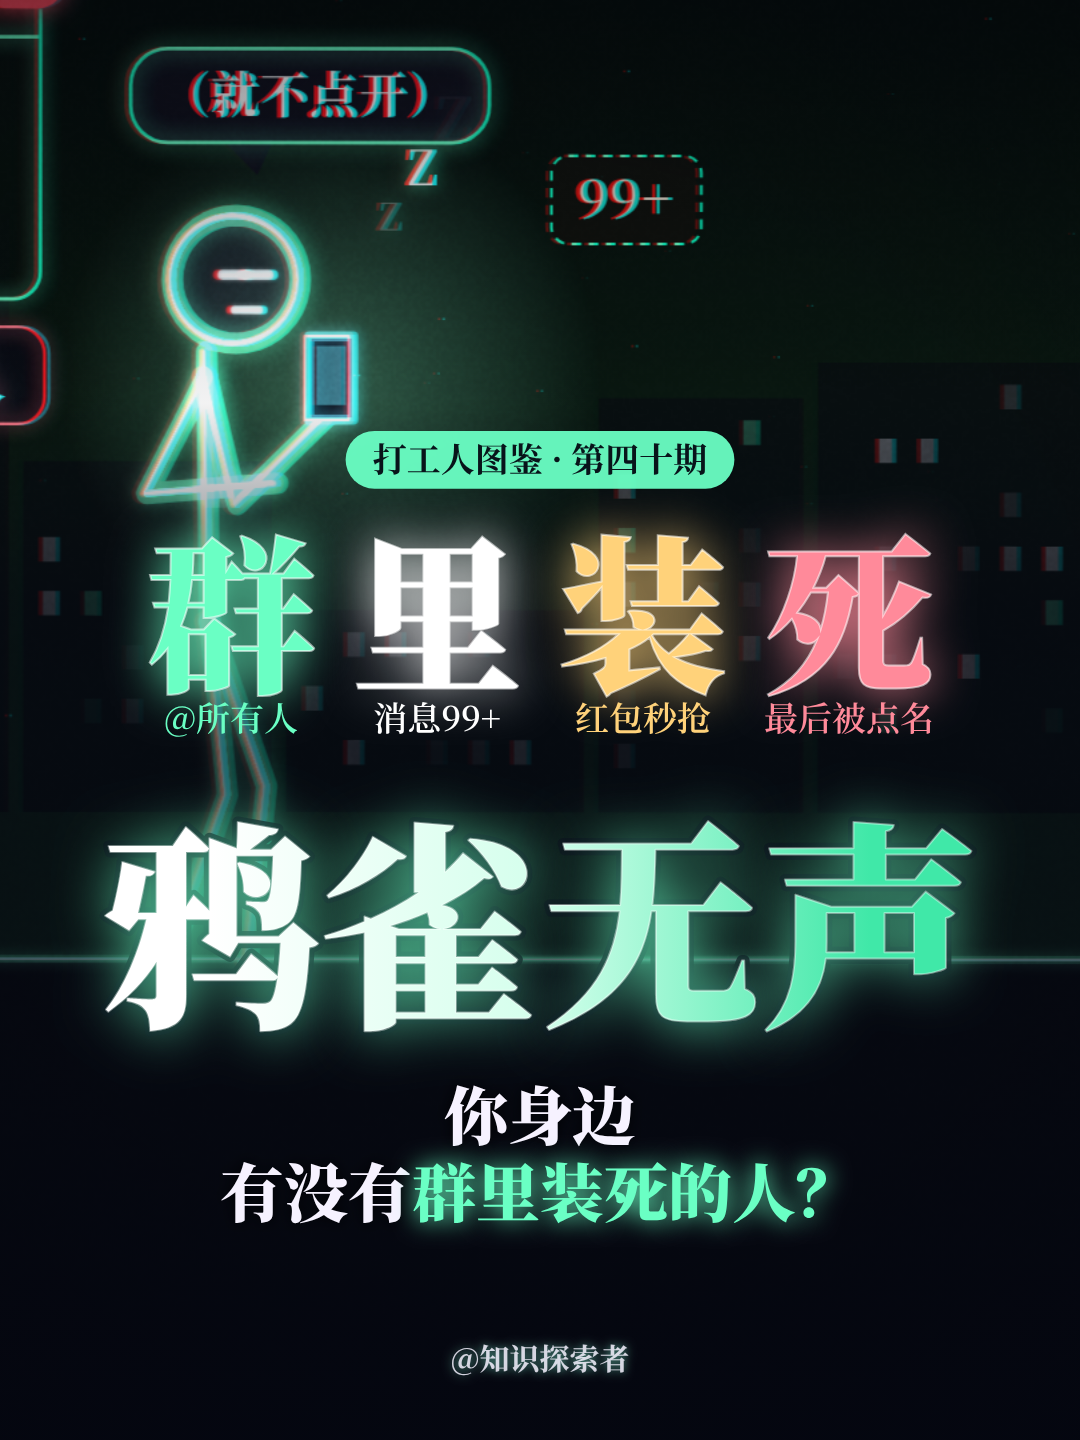 (就不点开)
Z
Z
99+
打工人图鉴·第四十期
群里装死
@所有人 消息99+ 红包秒抢 最后被点名
鸦雀无声
你身边
有没有群里装死的人?
@知识探索者